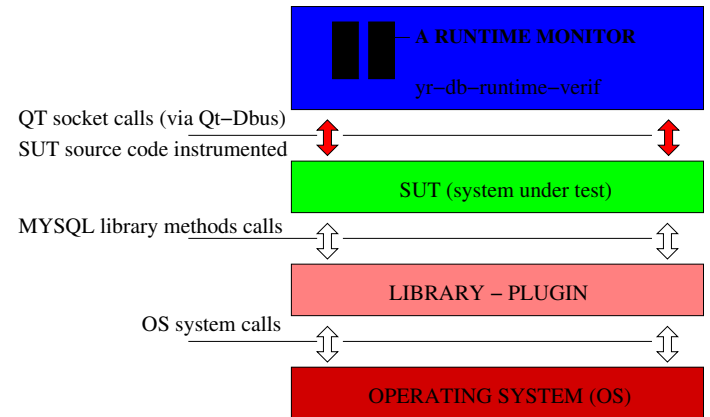 A RUNTIME MONITOR
yr−db−runtime−verif
QT socket calls (via Qt−Dbus)
SUT source code instrumented
SUT (system under test)
MYSQL library methods calls
LIBRARY − PLUGIN
OS system calls
OPERATING SYSTEM (OS)